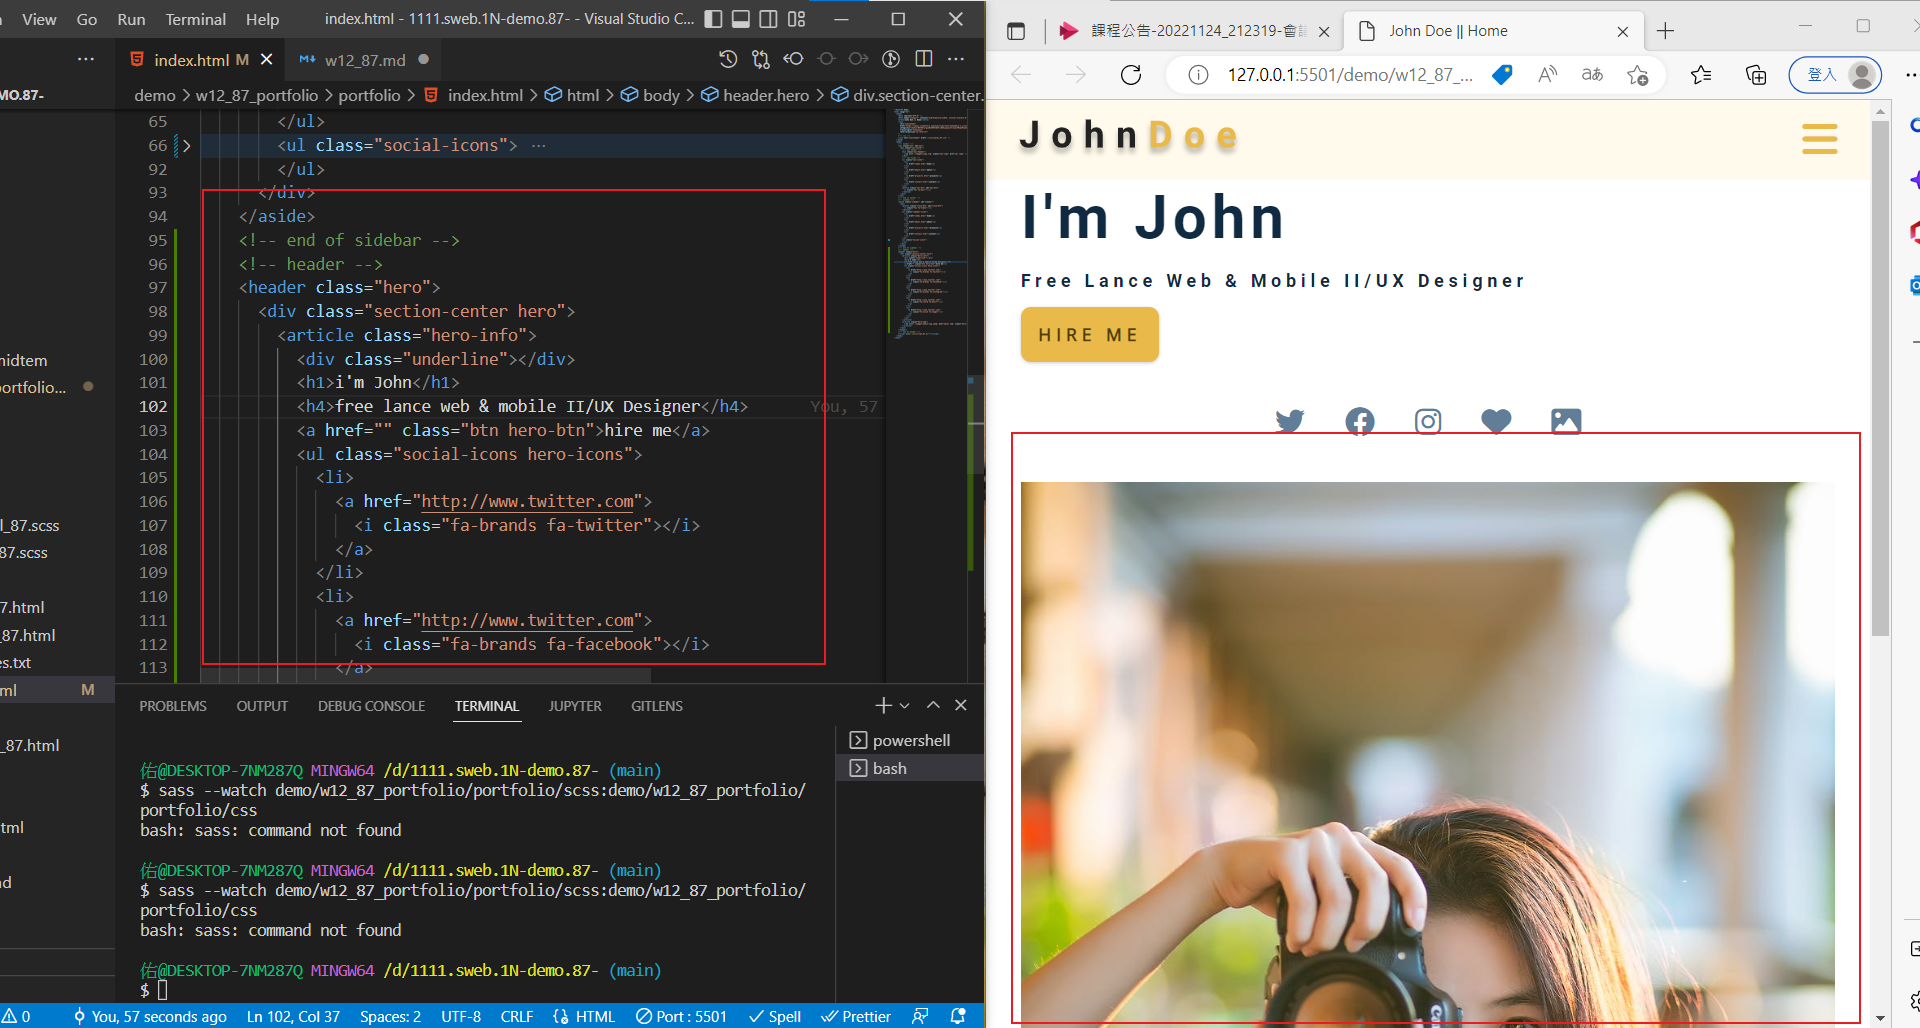 View Go Run Terminal Help index.html - 1111.sweb.1N-demo.87- - Visual Studio C...
index.html M w12_87.md
MO.87-
demo > w12_87_portfolio > portfolio > index.html > html > body > header.hero > div.section-center.
65 </ul>
66 <ul class="social-icons"> ...
92 </ul>
93 </div>
94 </aside>
95 <!-- end of sidebar -->
96 <!-- header -->
97 <header class="hero">
98 <div class="section-center hero">
99 <article class="hero-info">
100 <div class="underline"></div>
101 <h1>i'm John</h1>
102 <h4>free lance web & mobile II/UX Designer</h4> You, 57
103 <a href="" class="btn hero-btn">hire me</a>
104 <ul class="social-icons hero-icons">
105 <li>
106 <a href="http://www.twitter.com">
107 <i class="fa-brands fa-twitter"></i>
108 </a>
109 </li>
110 <li>
111 <a href="http://www.twitter.com">
112 <i class="fa-brands fa-facebook"></i>
113 </a>
midtem
portfolio...
l_87.scss
87.scss
7.html
_87.html
es.txt
ml M
_87.html
tml
nd
PROBLEMS OUTPUT DEBUG CONSOLE TERMINAL JUPYTER GITLENS
powershell
bash
佑@DESKTOP-7NM287Q MINGW64 /d/1111.sweb.1N-demo.87- (main)
$ sass --watch demo/w12_87_portfolio/portfolio/scss:demo/w12_87_portfolio/
portfolio/css
bash: sass: command not found
佑@DESKTOP-7NM287Q MINGW64 /d/1111.sweb.1N-demo.87- (main)
$ sass --watch demo/w12_87_portfolio/portfolio/scss:demo/w12_87_portfolio/
portfolio/css
bash: sass: command not found
佑@DESKTOP-7NM287Q MINGW64 /d/1111.sweb.1N-demo.87- (main)
$
0 You, 57 seconds ago Ln 102, Col 37 Spaces: 2 UTF-8 CRLF HTML Port : 5501 Spell Prettier
課程公告-20221124_212319-會 John Doe || Home
127.0.0.1:5501/demo/w12_87_... 登入
JohnDoe
I'm John
Free Lance Web & Mobile II/UX Designer
HIRE ME